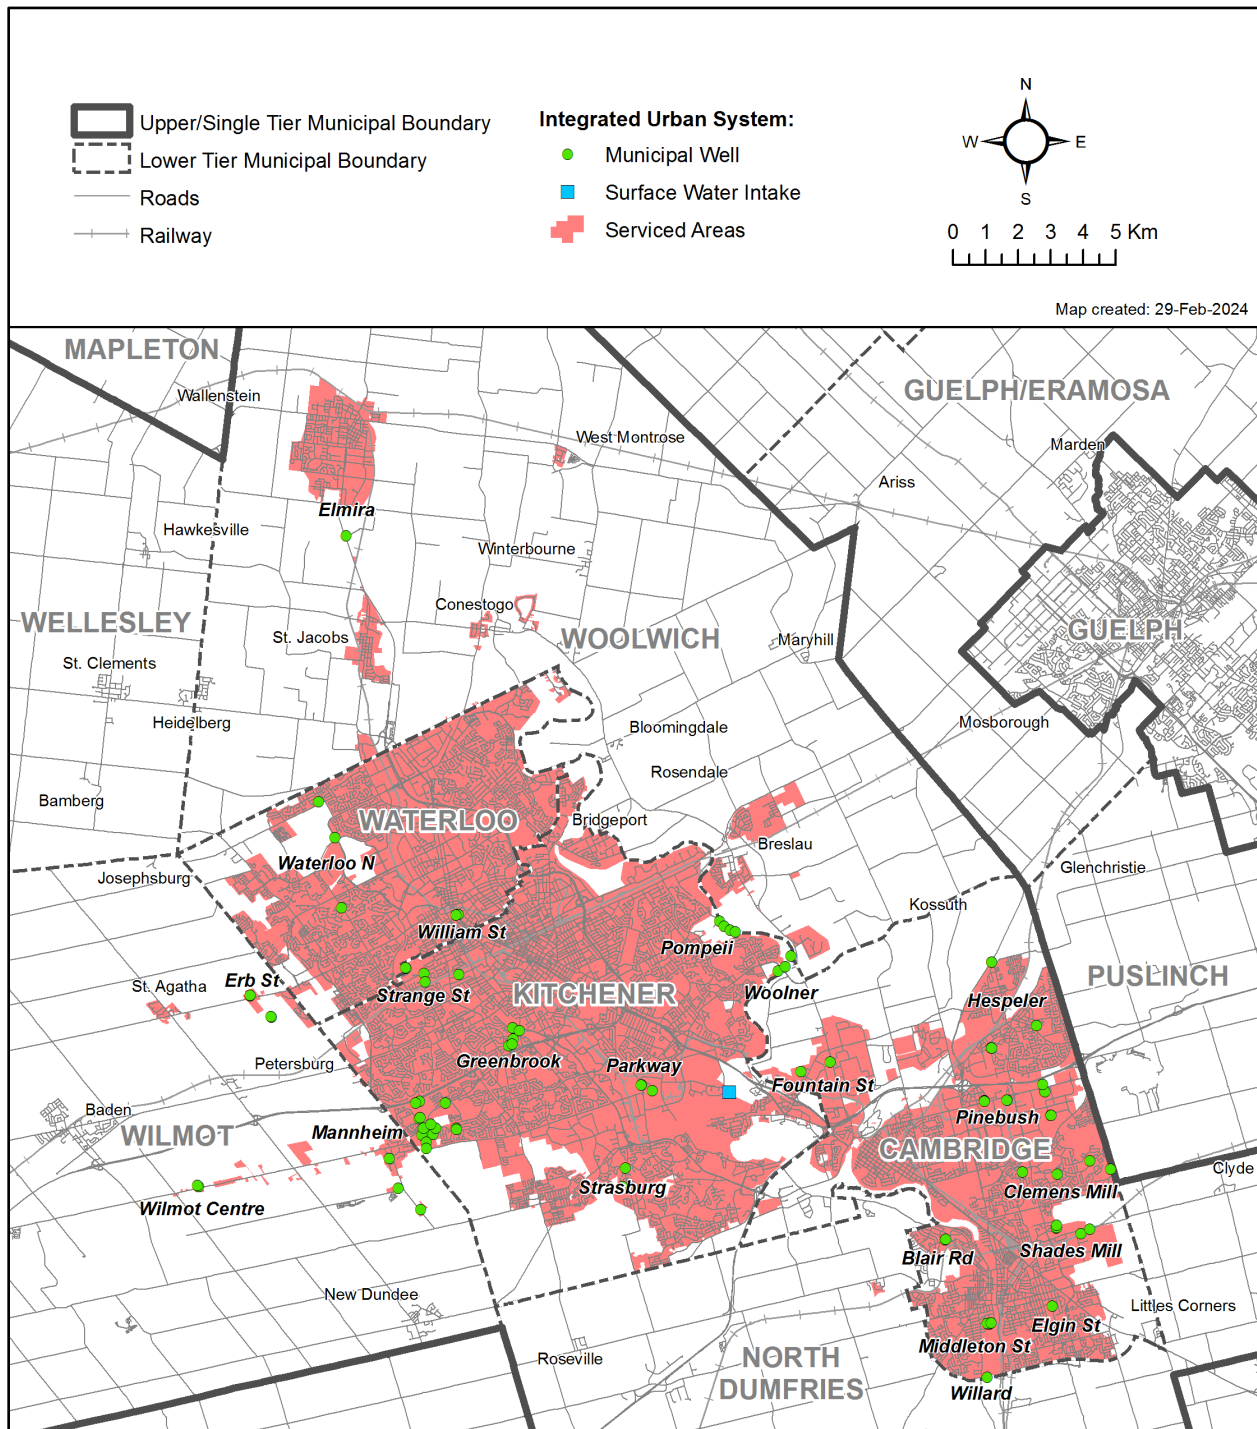 Upper/Single Tier Municipal Boundary
Lower Tier Municipal Boundary
Roads
Railway
Integrated Urban System:
Municipal Well
Surface Water Intake
Serviced Areas
N
W E
S
0 1 2 3 4 5 Km
Map created: 29-Feb-2024
MAPLETON
Wallenstein
GUELPH/ERAMOSA
West Montrose
Marden
Ariss
Elmira
Hawkesville
Winterbourne
Conestogo
WELLESLEY
St. Jacobs
WOOLWICH
Maryhill
GUELPH
St. Clements
Heidelberg
Bloomingdale
Mosborough
Rosendale
Bamberg
WATERLOO
Bridgeport
Breslau
Waterloo N
Josephsburg
Glenchristie
Kossuth
William St
Pompeii
St. Agatha
Erb St
Strange St
KITCHENER
Woolner
Hespeler
PUSLINCH
Petersburg
Greenbrook
Parkway
Fountain St
Baden
WILMOT
Mannheim
Pinebush
CAMBRIDGE
Clyde
Strasburg
Clemens Mill
Wilmot Centre
Blair Rd
Shades Mill
New Dundee
Littles Corners
Elgin St
Middleton St
Roseville
NORTH
DUMFRIES
Willard